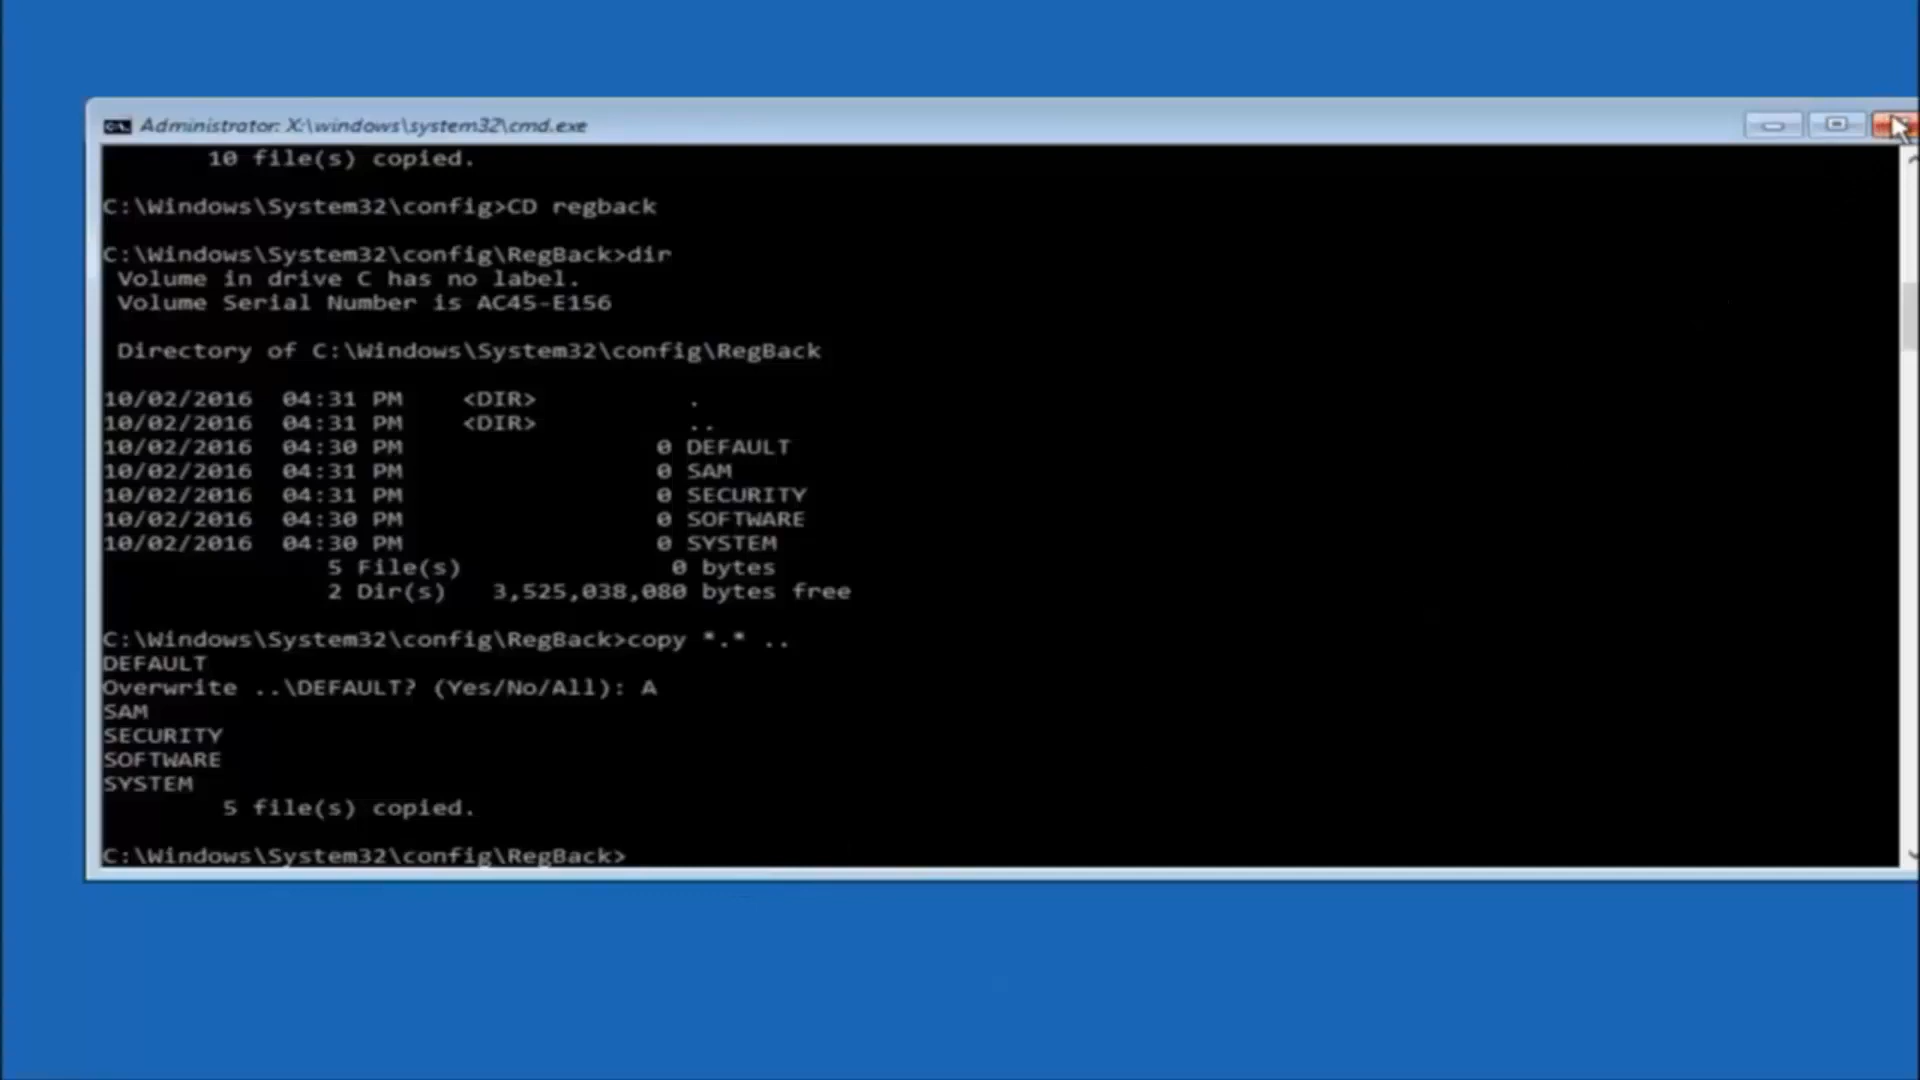 Administrator: X:\windows\system32\cmd.exe
10 file(s) copied.
C:\Windows\System32\config>CD regback
C:\Windows\System32\config\RegBack>dir
Volume in drive C has no label.
Volume Serial Number is AC45-E156
Directory of C:\Windows\System32\config\RegBack
10/02/2016  04:31 PM    <DIR>          .
10/02/2016  04:31 PM    <DIR>          ..
10/02/2016  04:30 PM                 0 DEFAULT
10/02/2016  04:31 PM                 0 SAM
10/02/2016  04:31 PM                 0 SECURITY
10/02/2016  04:30 PM                 0 SOFTWARE
10/02/2016  04:30 PM                 0 SYSTEM
5 File(s)              0 bytes
2 Dir(s)   3,525,038,080 bytes free
C:\Windows\System32\config\RegBack>copy *.* ..
DEFAULT
Overwrite ..\DEFAULT? (Yes/No/All): A
SAM
SECURITY
SOFTWARE
SYSTEM
5 file(s) copied.
C:\Windows\System32\config\RegBack>